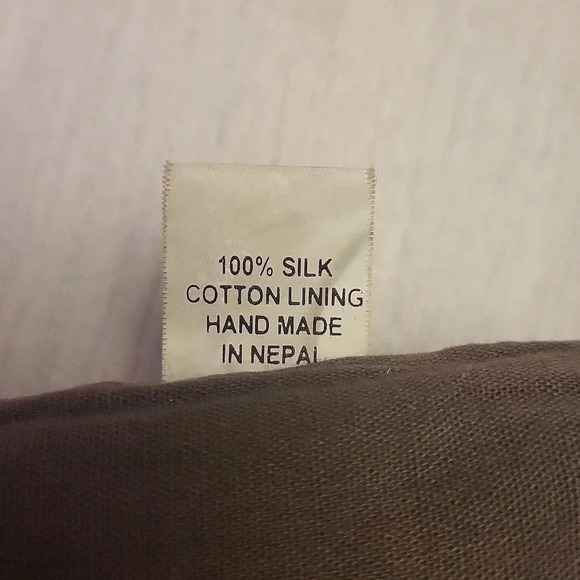 100% SILK
COTTON LINING
HAND MADE
IN NEPAL